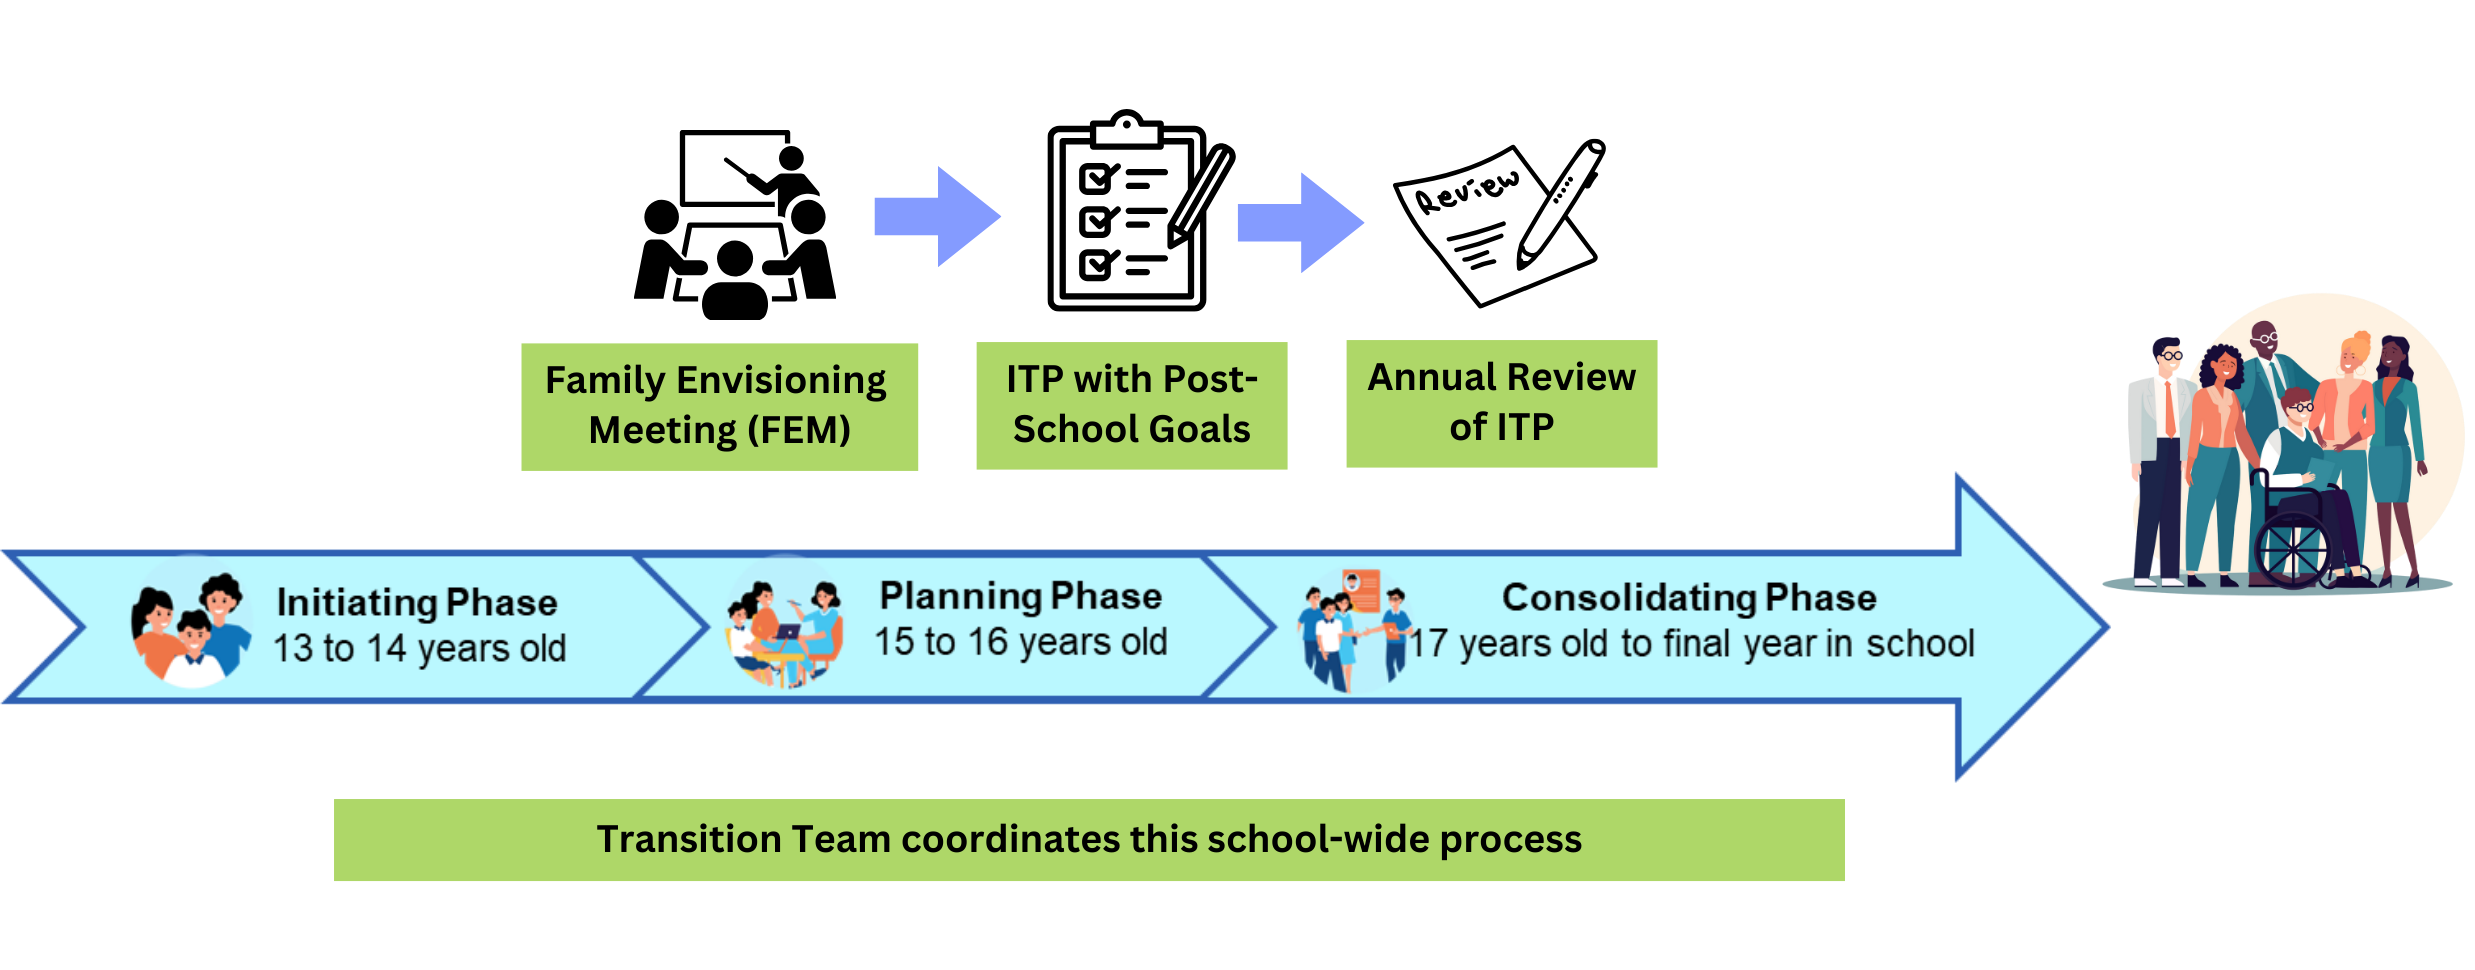 Review
Family Envisioning
Meeting (FEM)
ITP with Post-
School Goals
Annual Review
of ITP
Initiating Phase
13 to 14 years old
Planning Phase
15 to 16 years old
Consolidating Phase
17 years old to final year in school
Transition Team coordinates this school-wide process